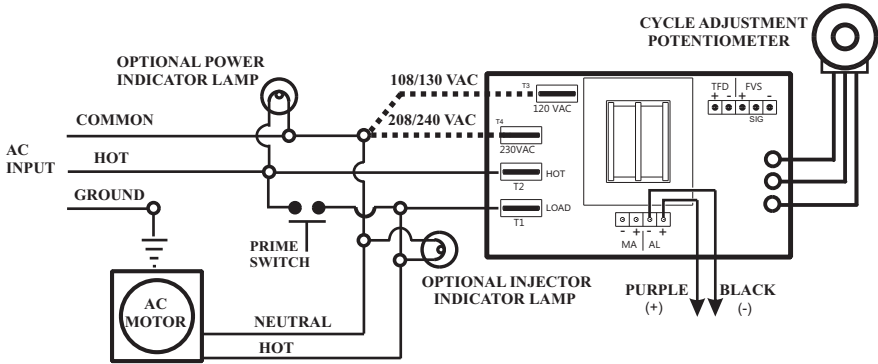 CYCLE ADJUSTMENT
POTENTIOMETER
OPTIONAL POWER
INDICATOR LAMP
108/130 VAC
T3
120 VAC
TFD FVS
+ - + -
SIG
COMMON
208/240 VAC
T4
230VAC
AC
INPUT
HOT
HOT
T2
GROUND
LOAD
T1
- + - +
MA AL
PRIME
SWITCH
OPTIONAL INJECTOR
INDICATOR LAMP
PURPLE
(+)
BLACK
(-)
AC
MOTOR
NEUTRAL
HOT